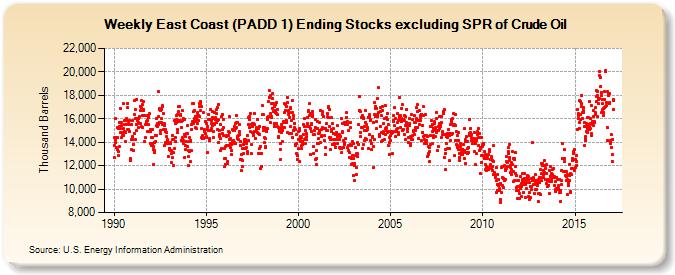 Weekly East Coast (PADD 1) Ending Stocks excluding SPR of Crude Oil
Thousand Barrels
22,000
20,000
18,000
16,000
14,000
12,000
10,000
8,000
1990 1995 2000 2005 2010 2015
Source: U.S. Energy Information Administration